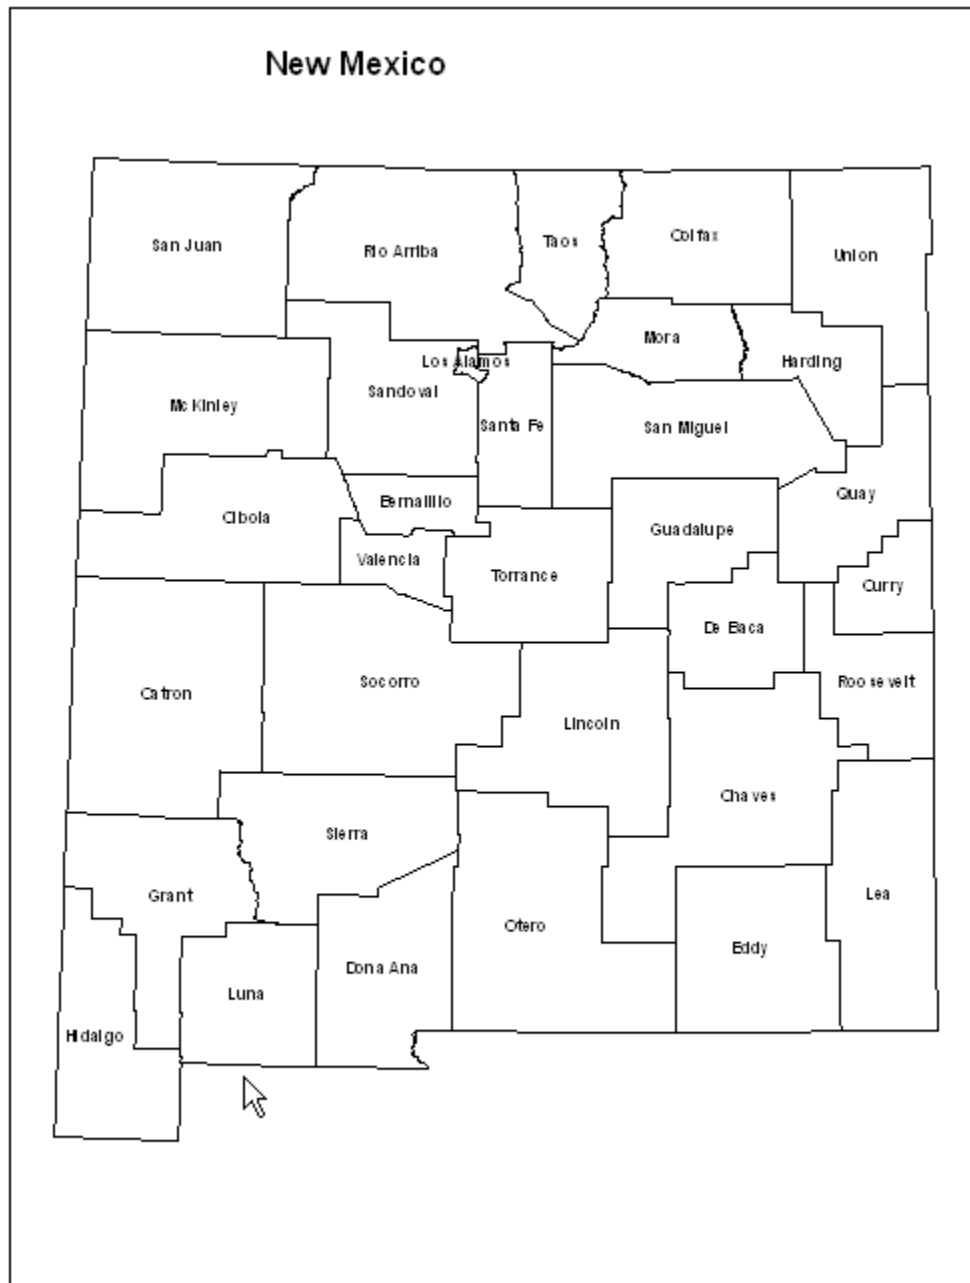 New Mexico
San Juan
Rio Arriba
Taos
Colfax
Union
Mora
Harding
Los Alamos
Sandoval
Mc Kinley
Santa Fe
San Miguel
Quay
Cibola
Bernalillo
Guadalupe
Valencia
Torrance
Curry
De Baca
Socorro
Catron
Roosevelt
Lincoln
Chaves
Sierra
Grant
Lea
Otero
Eddy
Dona Ana
Luna
Hidalgo